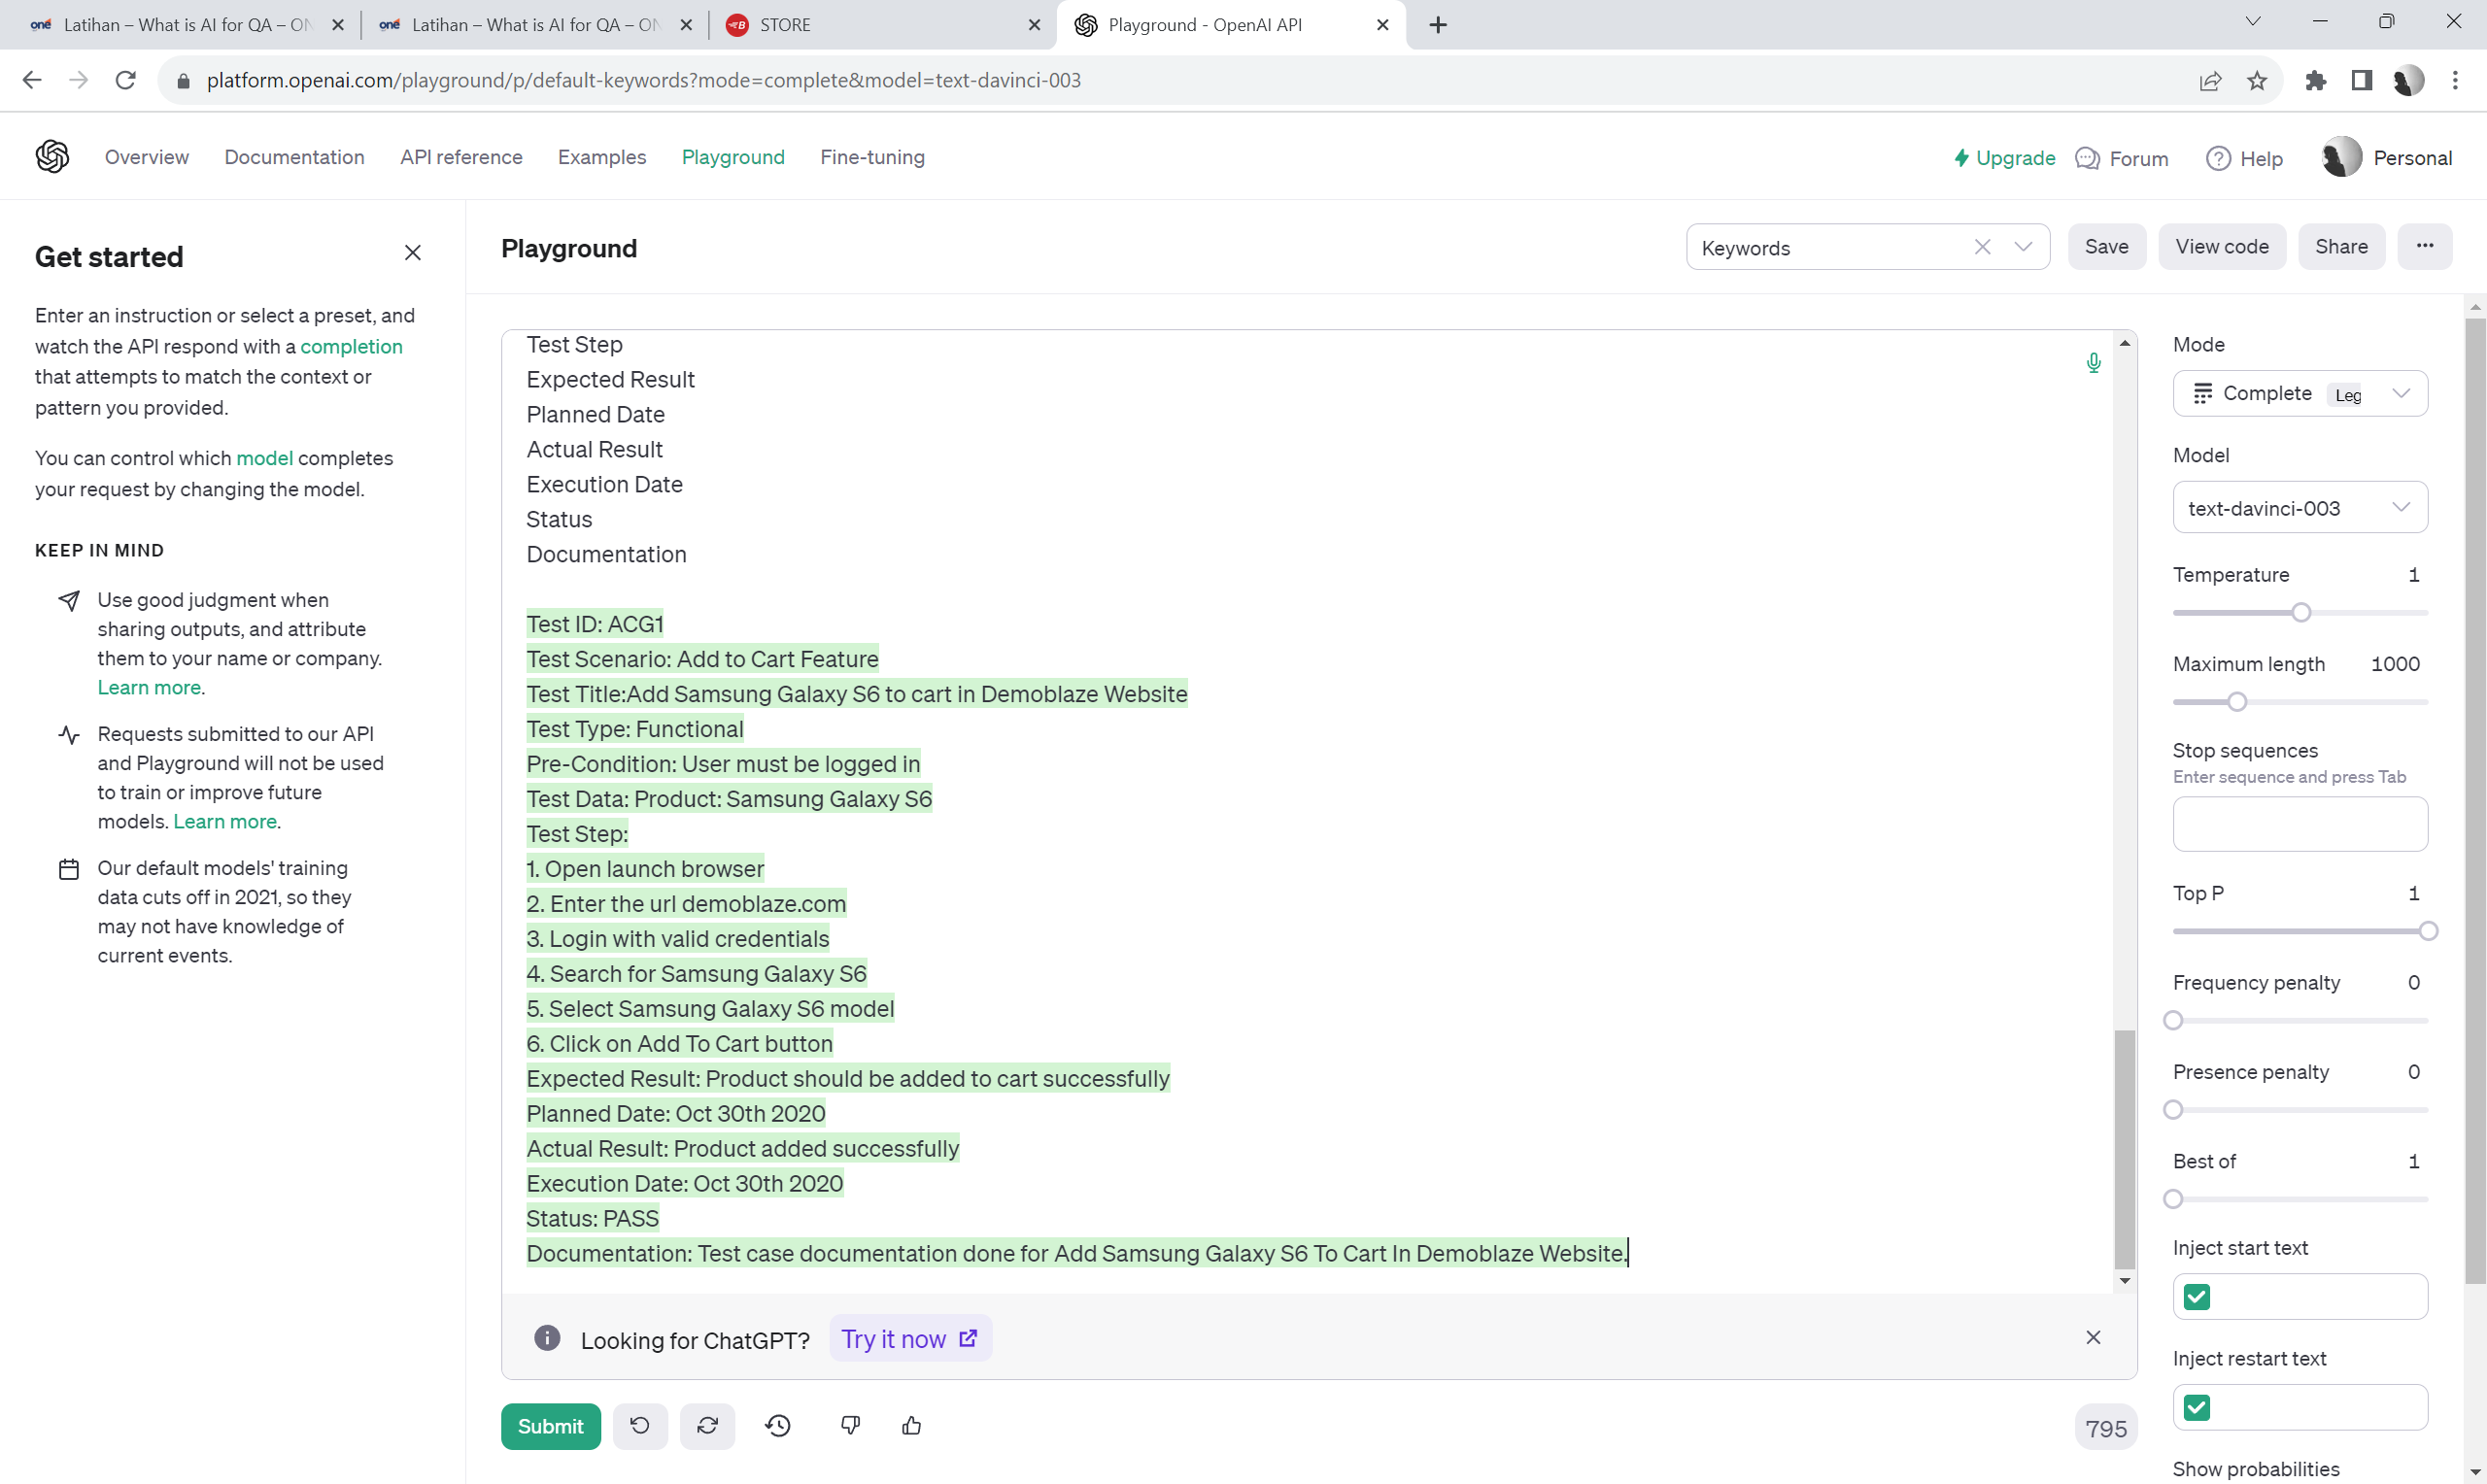 one Latihan – What is AI for QA – ON
one Latihan – What is AI for QA – ON
STORE
Playground - OpenAI API
platform.openai.com/playground/p/default-keywords?mode=complete&model=text-davinci-003
Overview
Documentation
API reference
Examples
Playground
Fine-tuning
Upgrade
Forum
Help
Personal
Get started
Enter an instruction or select a preset, and
watch the API respond with a completion
that attempts to match the context or
pattern you provided.
You can control which model completes
your request by changing the model.
KEEP IN MIND
Use good judgment when
sharing outputs, and attribute
them to your name or company.
Learn more.
Requests submitted to our API
and Playground will not be used
to train or improve future
models. Learn more.
Our default models' training
data cuts off in 2021, so they
may not have knowledge of
current events.
Playground
Keywords
Save
View code
Share
Test Step
Expected Result
Planned Date
Actual Result
Execution Date
Status
Documentation
Test ID: ACG1
Test Scenario: Add to Cart Feature
Test Title:Add Samsung Galaxy S6 to cart in Demoblaze Website
Test Type: Functional
Pre-Condition: User must be logged in
Test Data: Product: Samsung Galaxy S6
Test Step:
1. Open launch browser
2. Enter the url demoblaze.com
3. Login with valid credentials
4. Search for Samsung Galaxy S6
5. Select Samsung Galaxy S6 model
6. Click on Add To Cart button
Expected Result: Product should be added to cart successfully
Planned Date: Oct 30th 2020
Actual Result: Product added successfully
Execution Date: Oct 30th 2020
Status: PASS
Documentation: Test case documentation done for Add Samsung Galaxy S6 To Cart In Demoblaze Website.
Looking for ChatGPT? Try it now
Submit
795
Mode
Complete Leg
Model
text-davinci-003
Temperature 1
Maximum length 1000
Stop sequences
Enter sequence and press Tab
Top P 1
Frequency penalty 0
Presence penalty 0
Best of 1
Inject start text
Inject restart text
Show probabilities